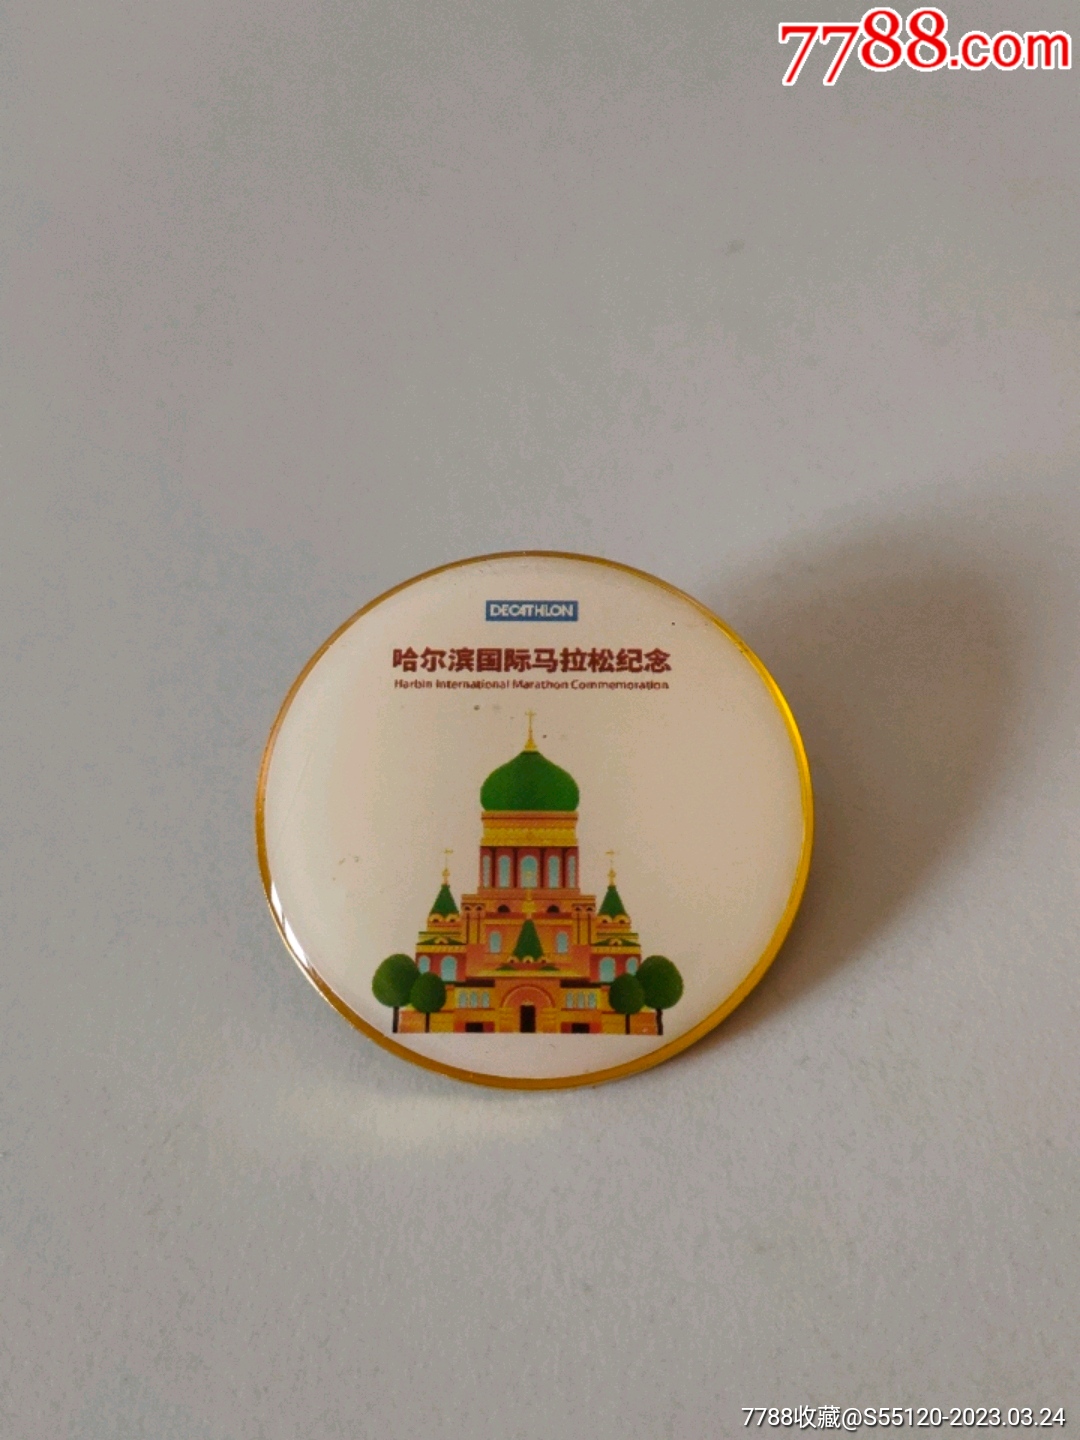 7788.com
DECATHLON
哈尔滨国际马拉松纪念
Harbin International Marathon Commemoration
7788收藏@S55120-2023.03.24